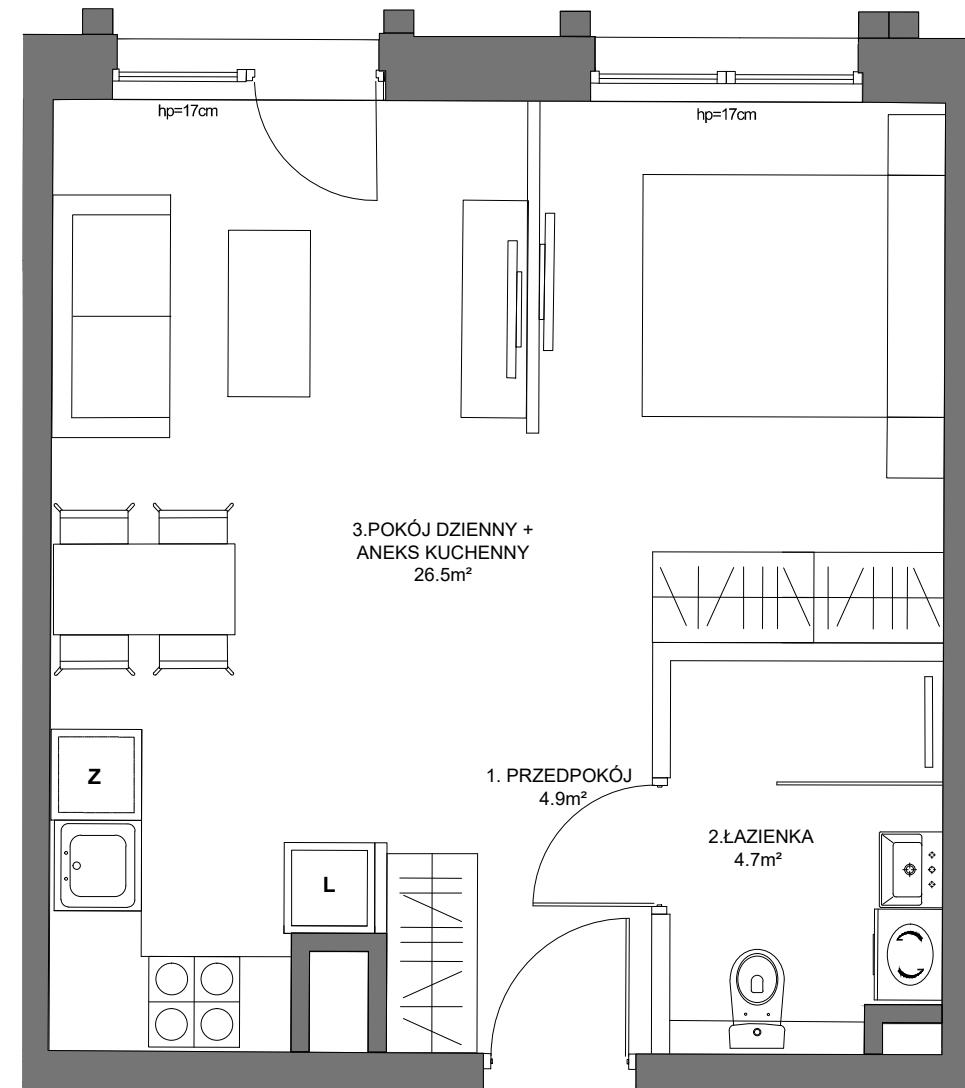 hp=17cm
hp=17cm
3.POKÓJ DZIENNY +
ANEKS KUCHENNY
26.5m²
Z
1. PRZEDPOKÓJ
4.9m²
2.ŁAZIENKA
4.7m²
L